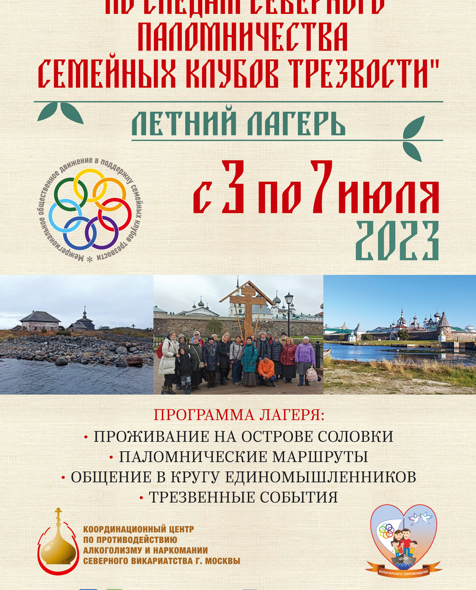 ПО СЛЕДАМ СЕВЕРНОГО
ПАЛОМНИЧЕСТВА
СЕМЕЙНЫХ КЛУБОВ ТРЕЗВОСТИ"
ЛЕТНИЙ ЛАГЕРЬ
Межрегиональное общественное движение в поддержку семейных клубов трезвости
с 3 по 7 июля
2023
ПРОГРАММА ЛАГЕРЯ:
• ПРОЖИВАНИЕ НА ОСТРОВЕ СОЛОВКИ
• ПАЛОМНИЧЕСКИЕ МАРШРУТЫ
• ОБЩЕНИЕ В КРУГУ ЕДИНОМЫШЛЕННИКОВ
• ТРЕЗВЕННЫЕ СОБЫТИЯ
КООРДИНАЦИОННЫЙ ЦЕНТР
ПО ПРОТИВОДЕЙСТВИЮ
АЛКОГОЛИЗМУ И НАРКОМАНИИ
СЕВЕРНОГО ВИКАРИАТСТВА Г. МОСКВЫ